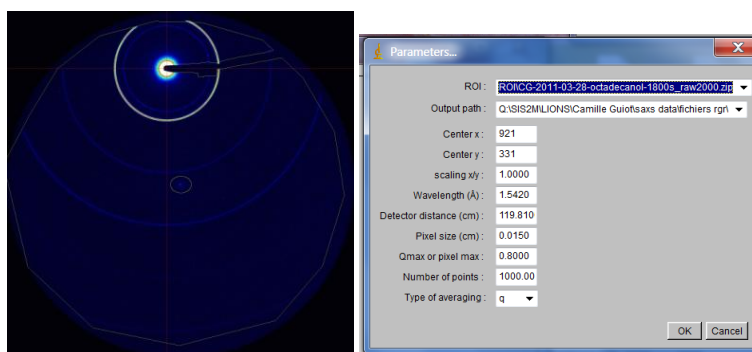 Parameters...
ROI : ROI\CG-2011-03-28-octadecanol-1800s_raw2000.zip
Output path : Q:\SIS2M\LIONS\Camille Guiot\saxs data\fichiers rgr\
Center x : 921
Center y : 331
scaling x/y : 1.0000
Wavelength (Å) : 1.5420
Detector distance (cm) : 119.810
Pixel size (cm) : 0.0150
Qmax or pixel max : 0.8000
Number of points : 1000.00
Type of averaging : q
OK Cancel